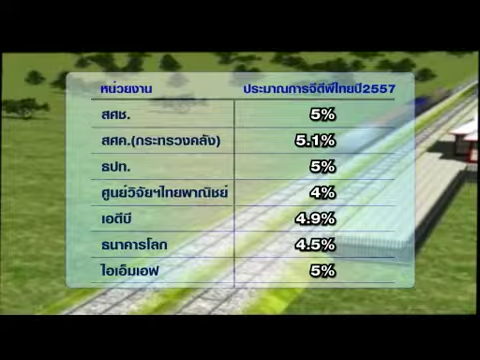 หน่วยงาน ประมาณการจีดีพีไทยปี2557
สศช. 5%
สศค.(กระทรวงคลัง) 5.1%
ธปท. 5%
ศูนย์วิจัยฯไทยพาณิชย์ 4%
เอดีบี 4.9%
ธนาคารโลก 4.5%
ไอเอ็มเอฟ 5%